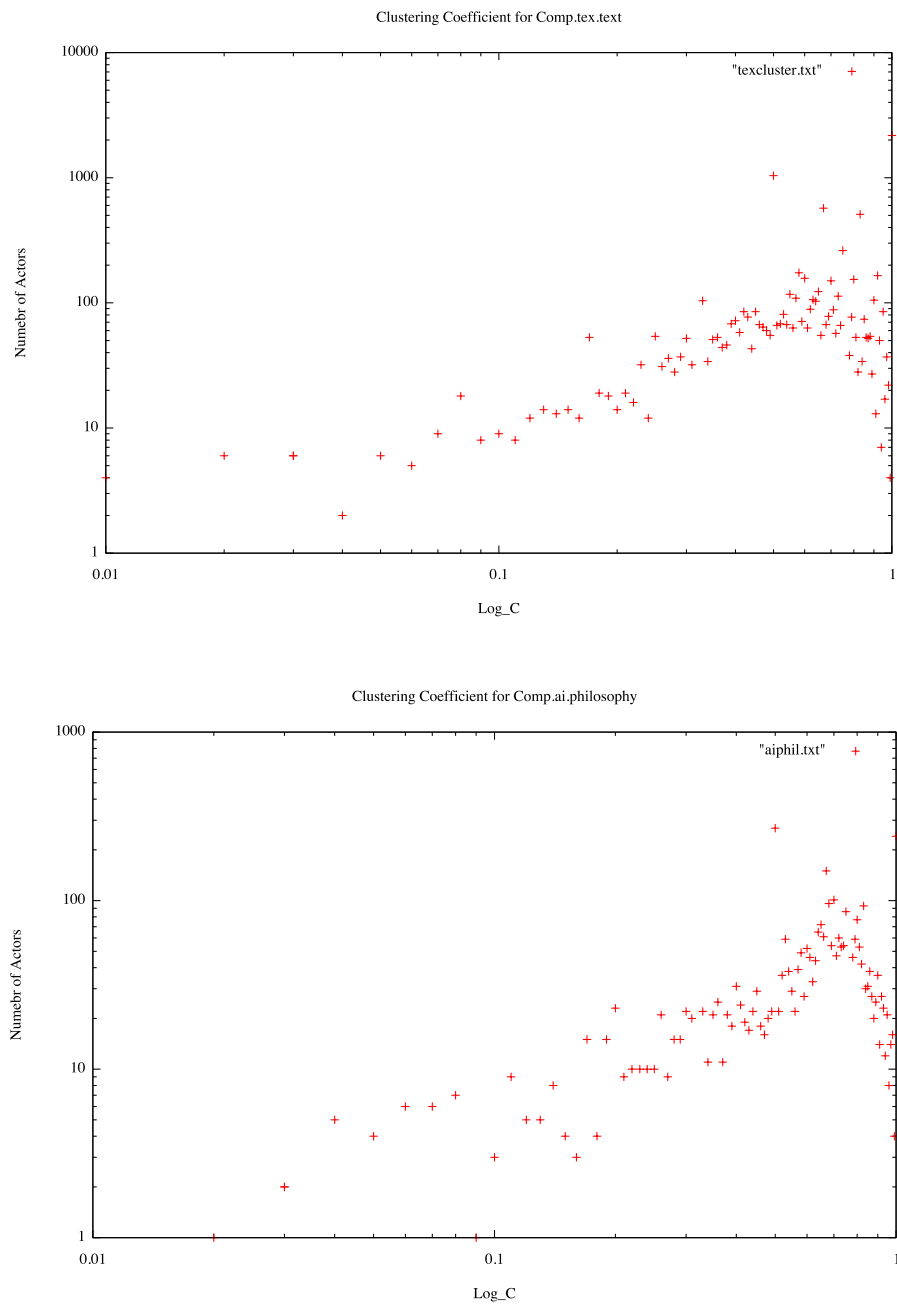 Clustering Coefficient for Comp.tex.text
10000
"texcluster.txt"
1000
Numebr of Actors
100
10
1
0.01 0.1 1
Log_C
Clustering Coefficient for Comp.ai.philosophy
1000
"aiphil.txt"
100
Numebr of Actors
10
1
0.01 0.1 1
Log_C